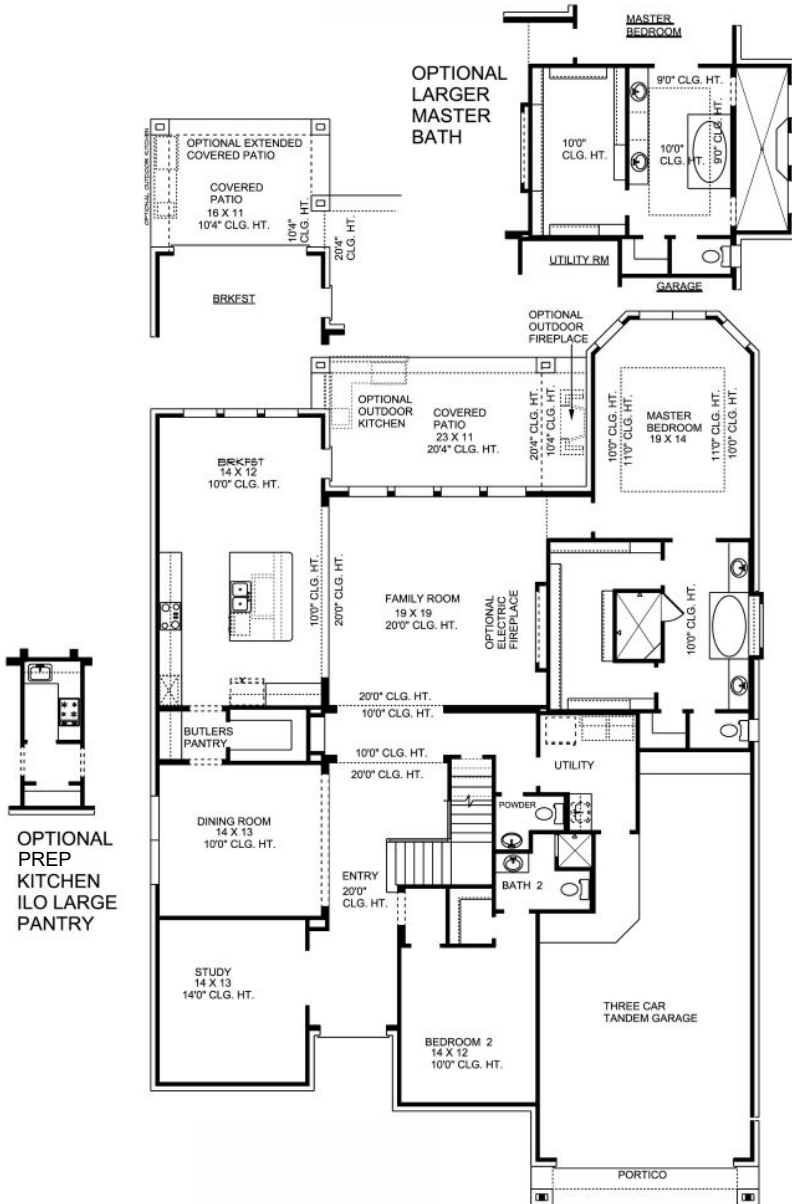 MASTER
BEDROOM
OPTIONAL
LARGER
MASTER
BATH
9'0" CLG. HT.
10'0"
CLG. HT.
10'0"
CLG. HT.
9'0" CLG. HT.
UTILITY RM
GARAGE
OPTIONAL OUTDOOR KITCHEN
OPTIONAL EXTENDED
COVERED PATIO
COVERED
PATIO
16 X 11
10'4" CLG. HT.
10'4"
CLG. HT.
20'4"
CLG. HT.
BRKFST
OPTIONAL
OUTDOOR
FIREPLACE
OPTIONAL
OUTDOOR
KITCHEN
COVERED
PATIO
23 X 11
20'4" CLG. HT.
20'4" CLG. HT.
10'4" CLG. HT.
MASTER
BEDROOM
19 X 14
10'0" CLG. HT.
11'0" CLG. HT.
11'0" CLG. HT.
10'0" CLG. HT.
BRKFST
14 X 12
10'0" CLG. HT.
10'0" CLG. HT.
20'0" CLG. HT.
FAMILY ROOM
19 X 19
20'0" CLG. HT.
OPTIONAL
ELECTRIC
FIREPLACE
10'0" CLG. HT.
20'0" CLG. HT.
10'0" CLG. HT.
10'0" CLG. HT.
20'0" CLG. HT.
BUTLERS
PANTRY
UTILITY
POWDER
DINING ROOM
14 X 13
10'0" CLG. HT.
OPTIONAL
PREP
KITCHEN
ILO LARGE
PANTRY
ENTRY
20'0"
CLG. HT.
BATH 2
STUDY
14 X 13
14'0" CLG. HT.
BEDROOM 2
14 X 12
10'0" CLG. HT.
THREE CAR
TANDEM GARAGE
PORTICO